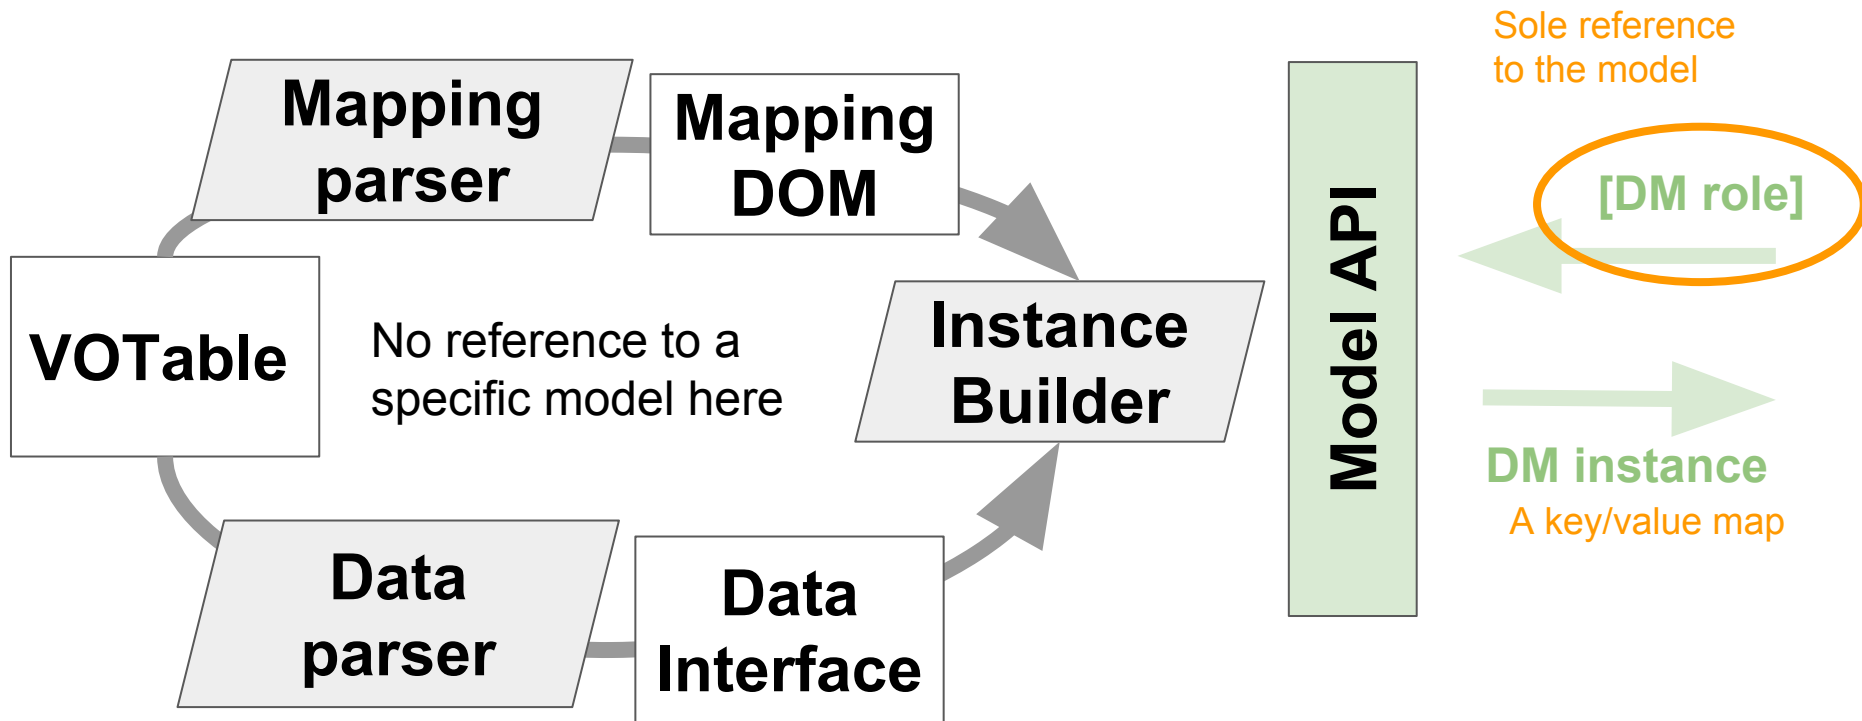 Sole reference
to the model
Mapping
parser
Mapping
DOM
[DM role]
VOTable
No reference to a
specific model here
Instance
Builder
Model API
DM instance
A key/value map
Data
parser
Data
Interface